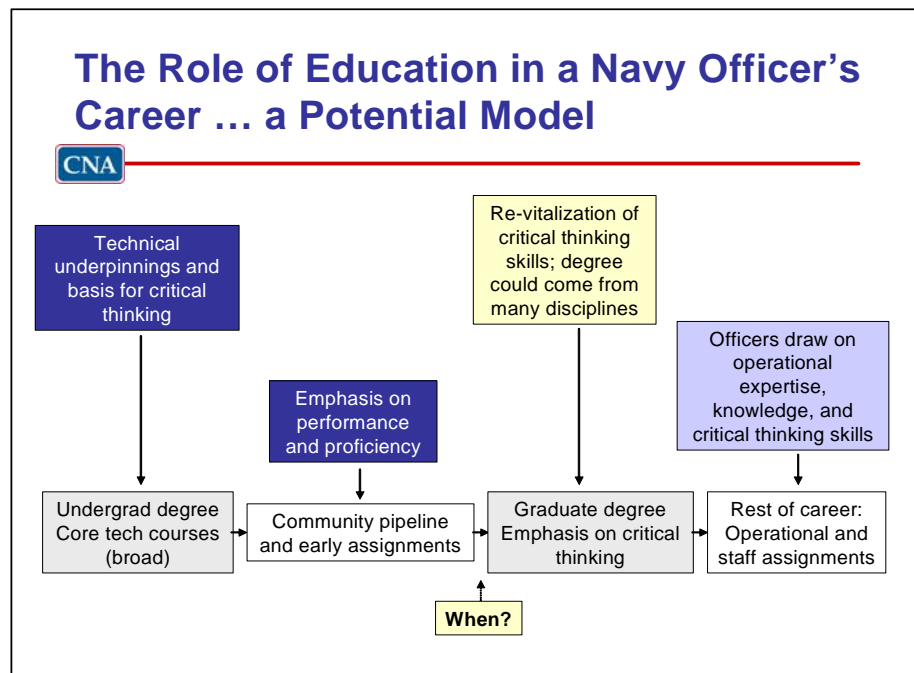 The Role of Education in a Navy Officer’s
Career … a Potential Model
CNA
Technical
underpinnings and
basis for critical
thinking
Emphasis on
performance
and proficiency
Re-vitalization of
critical thinking
skills; degree
could come from
many disciplines
Officers draw on
operational
expertise,
knowledge, and
critical thinking skills
Undergrad degree
Core tech courses
(broad)
Community pipeline
and early assignments
Graduate degree
Emphasis on critical
thinking
Rest of career:
Operational and
staff assignments
When?